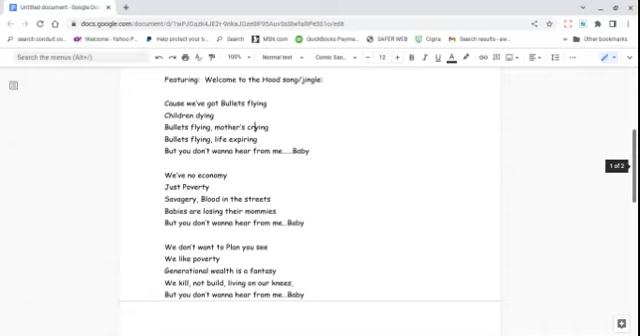 Untitled document - Google Doc
docs.google.com/document/d/
search.conduit.co...
Welcome - Yahoo - P...
Help protect your b...
Search
MSN.com
QuickBooks Payme...
SAFER WEB
Cisco Systems, Inc
Search results - ew...
Other bookmarks
Search the menus (Alt+/)
100%
Normal text
Comic San...
12
B I U A
Featuring: Welcome to the Hood song/jingle:
Cause we've got Bullets flying
Children dying
Bullets flying, mother's crying
Bullets flying, life expiring
But you don't wanna hear from me.....Baby
We've no economy
Just Poverty
Savagery, Blood in the streets
Babies are losing their mommies
But you don't wanna hear from me...Baby
We don't want to Plan you see
We like poverty
Generational wealth is a fantasy
We kill, not build, living on our knees,
But you don't wanna hear from me...Baby
1 of 2